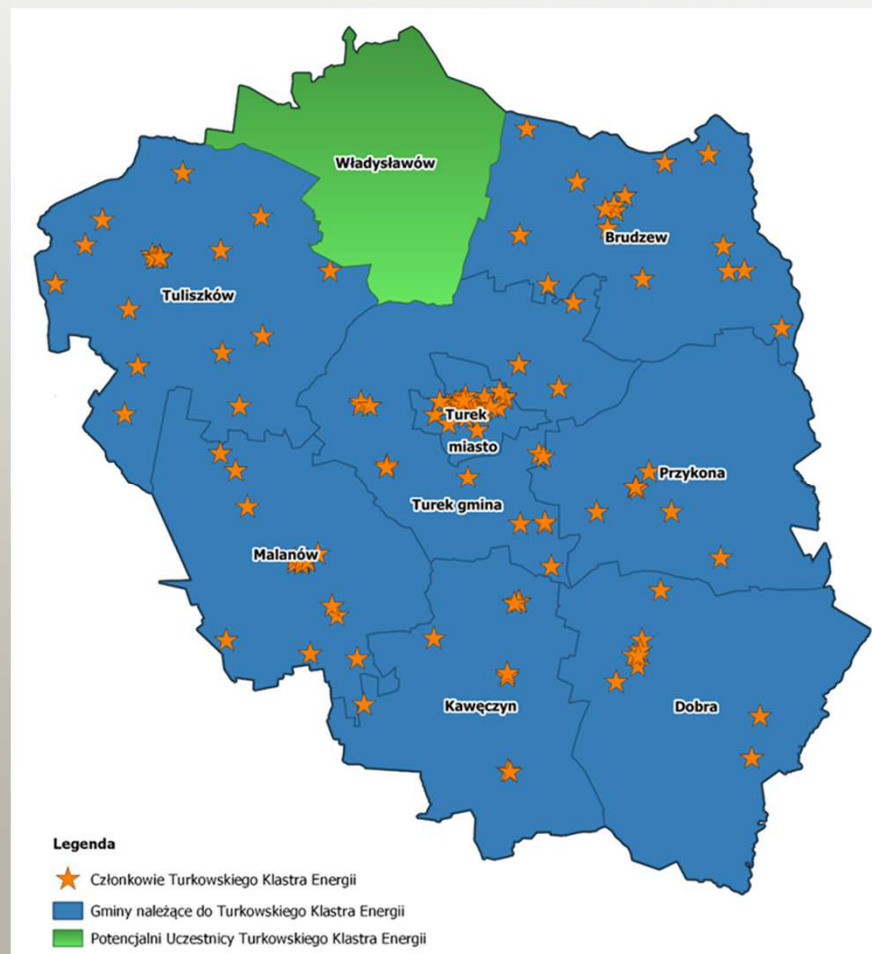 Władysławów
Brudzew
Tuliszków
Turek
miasto
Przykona
Turek gmina
Malanów
Kawęczyn
Dobra
Legenda
Członkowie Turkowskiego Klastra Energii
Gminy należące do Turkowskiego Klastra Energii
Potencjalni Uczestnicy Turkowskiego Klastra Energii